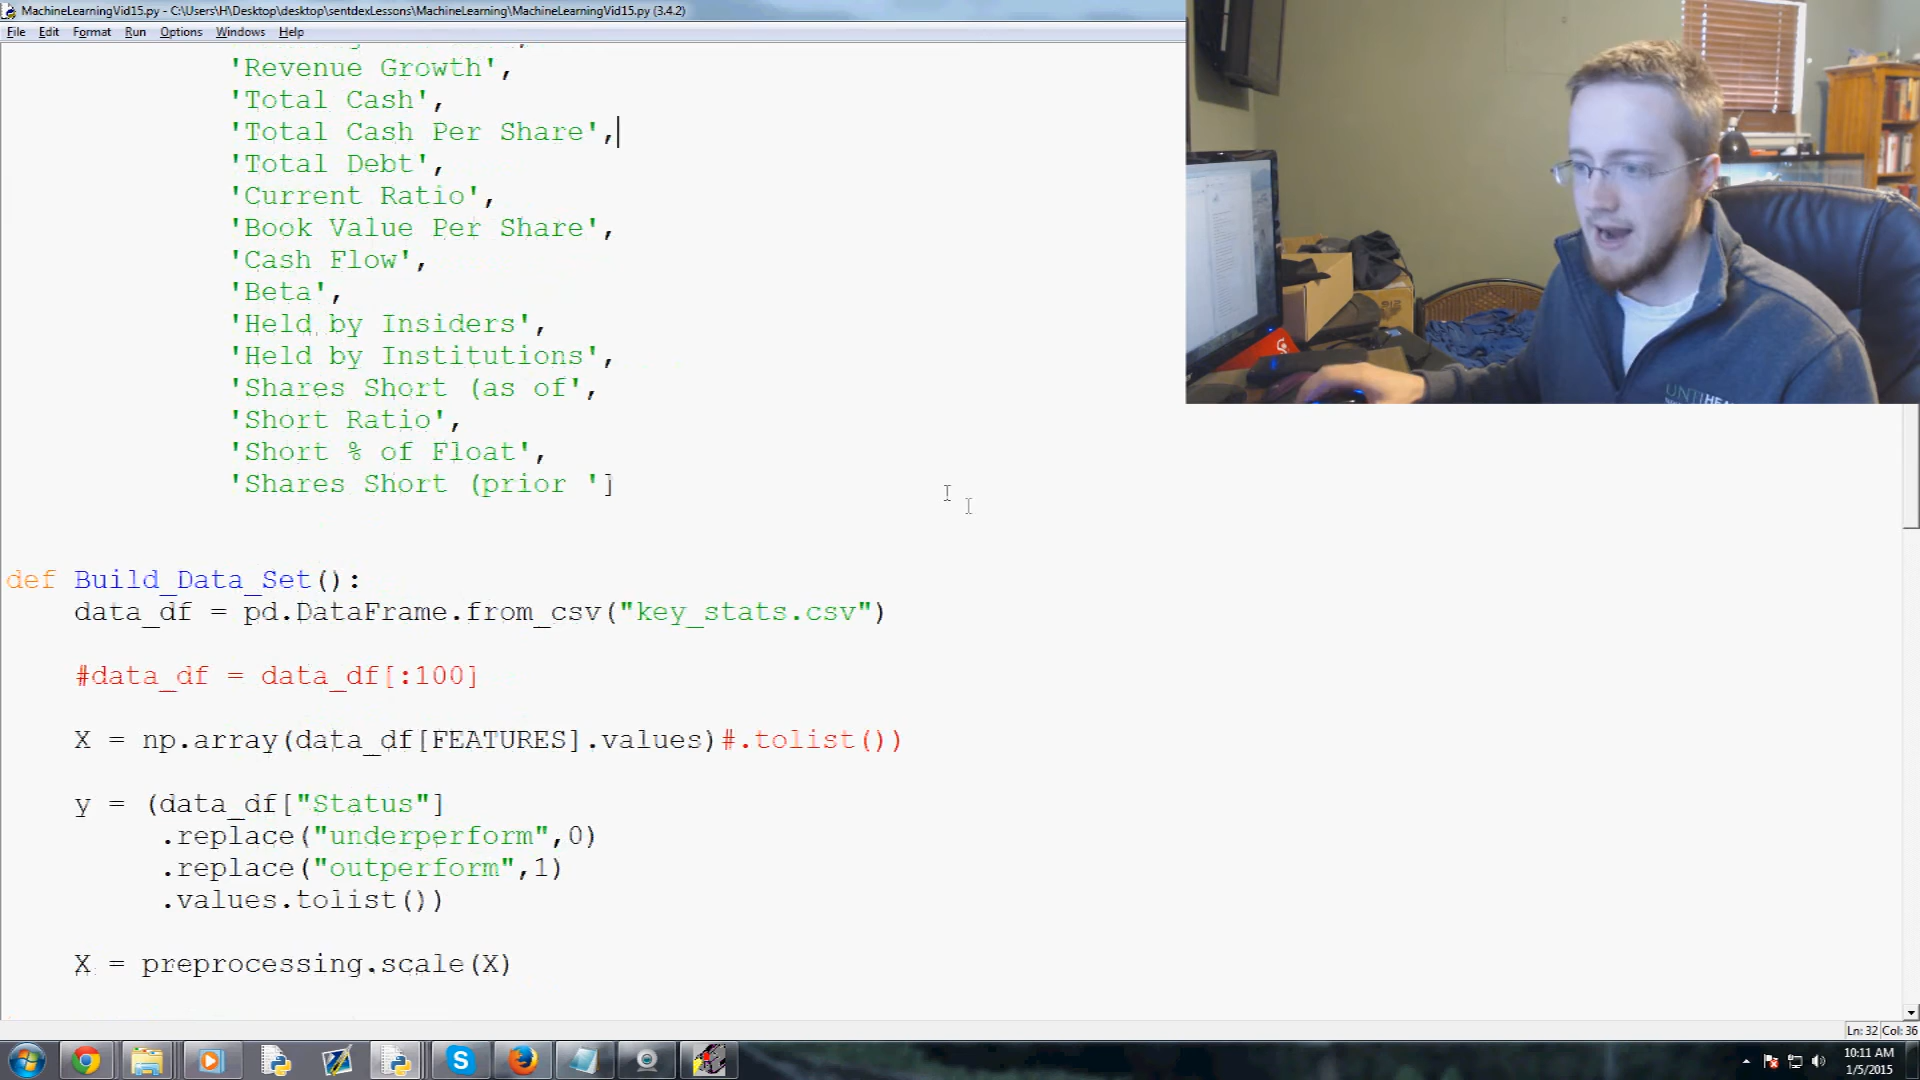 MachineLearningVid15.py - C:\Users\H\Desktop\desktop\sentdexLessons\MachineLearning\MachineLearningVid15.py (3.4.2)
File Edit Format Run Options Windows Help
'Revenue Growth',
'Total Cash',
'Total Cash Per Share',
'Total Debt',
'Current Ratio',
'Book Value Per Share',
'Cash Flow',
'Beta',
'Held by Insiders',
'Held by Institutions',
'Shares Short (as of',
'Short Ratio',
'Short % of Float',
'Shares Short (prior ']
def Build_Data_Set():
data_df = pd.DataFrame.from_csv("key_stats.csv")
#data_df = data_df[:100]
X = np.array(data_df[FEATURES].values)#.tolist())
y = (data_df["Status"]
.replace("underperform",0)
.replace("outperform",1)
.values.tolist())
X = preprocessing.scale(X)
Ln: 32 Col: 36
10:11 AM
1/5/2015